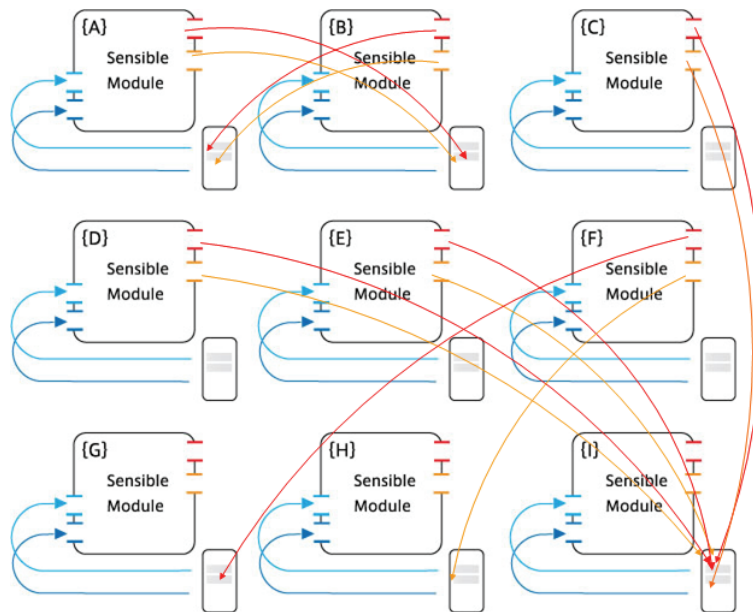 {A}
Sensible
Module
{B}
Sensible
Module
{C}
Sensible
Module
{D}
Sensible
Module
{E}
Sensible
Module
{F}
Sensible
Module
{G}
Sensible
Module
{H}
Sensible
Module
{I}
Sensible
Module